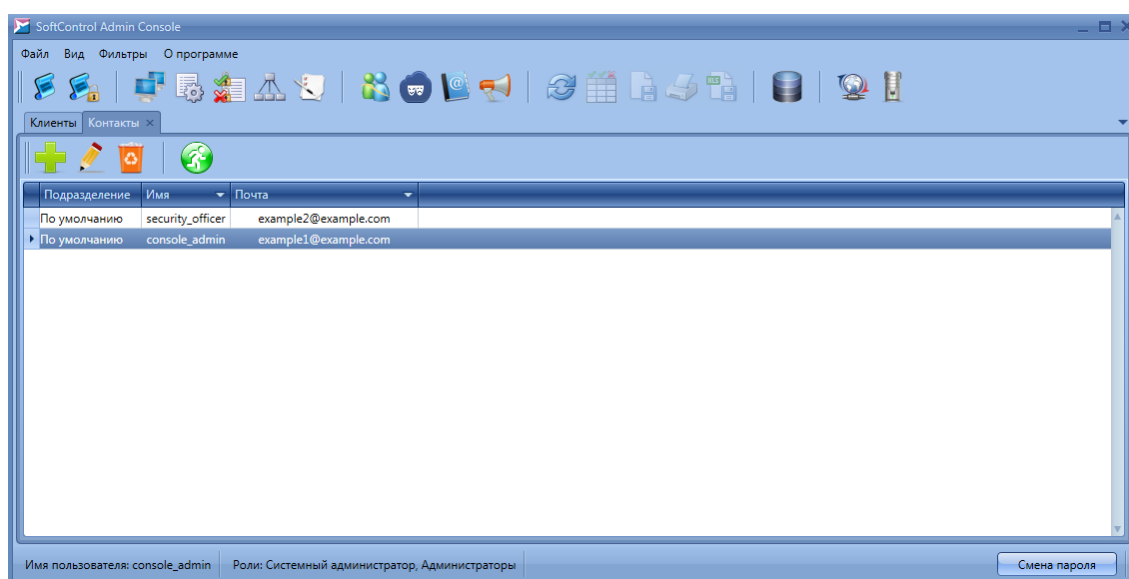 SoftControl Admin Console
Файл Вид Фильтры О программе
Клиенты Контакты
Подразделение Имя Почта
По умолчанию security_officer example2@example.com
По умолчанию console_admin example1@example.com
Имя пользователя: console_admin Роли: Системный администратор, Администраторы Смена пароля